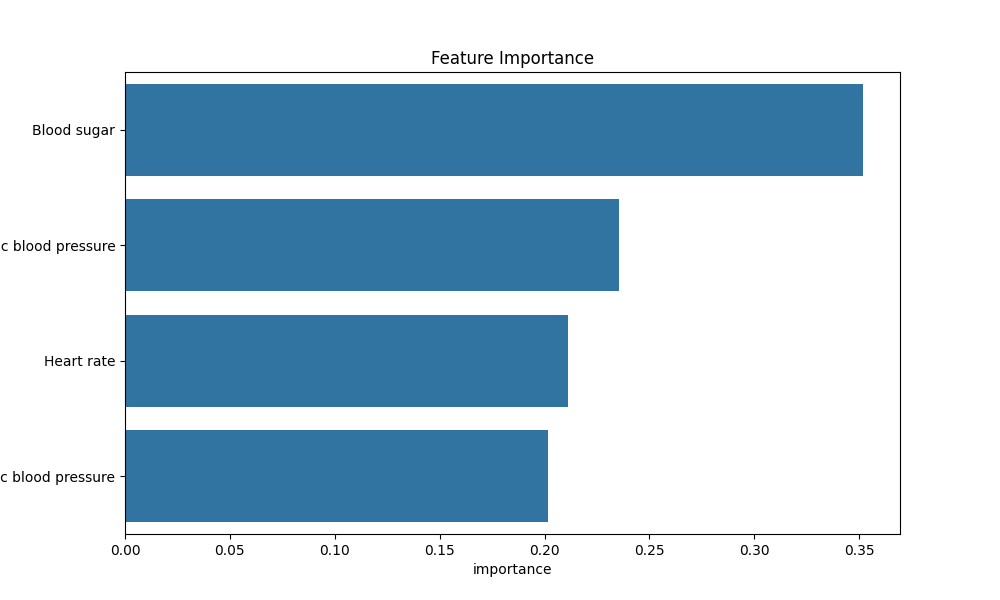 Feature Importance
Blood sugar
c blood pressure
Heart rate
c blood pressure
0.00 0.05 0.10 0.15 0.20 0.25 0.30 0.35
importance